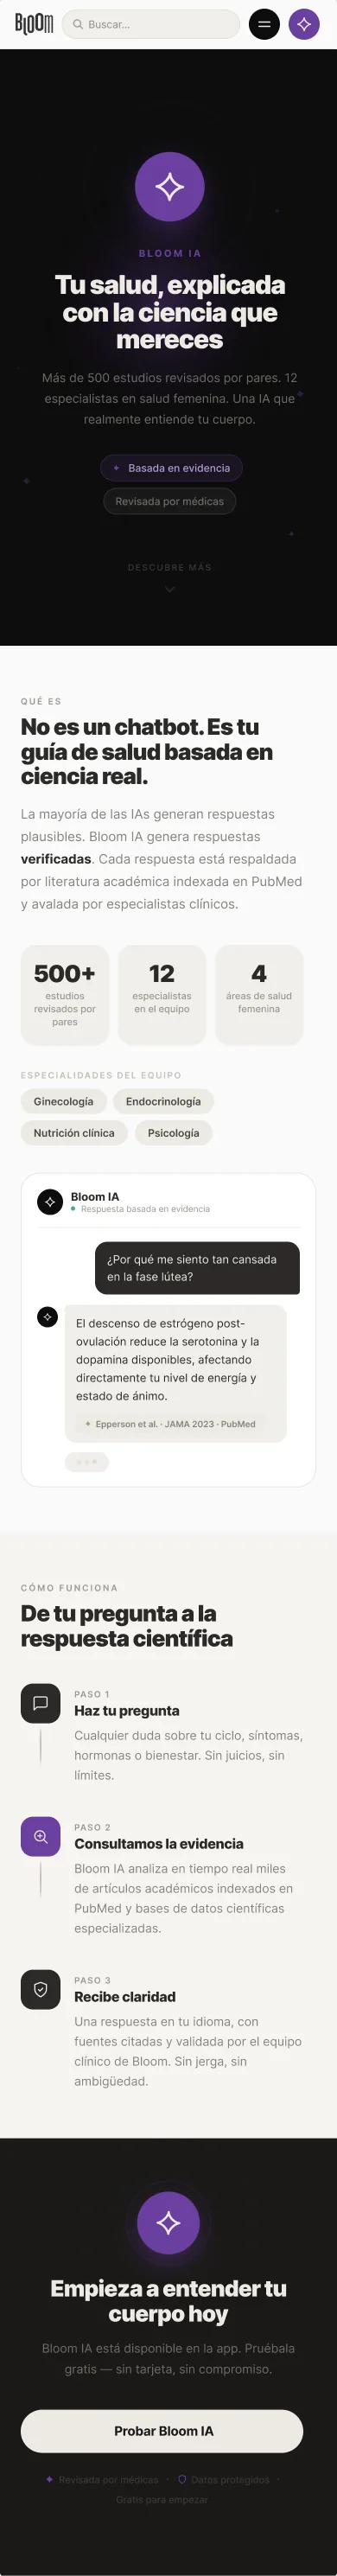 BLOOM
Buscar...
BLOOM IA
Tu salud, explicada
con la ciencia que
mereces
Más de 500 estudios revisados por pares. 12
especialistas en salud femenina. Una IA que
realmente entiende tu cuerpo.
Basada en evidencia
Revisada por médicas
DESCUBRE MÁS
QUÉ ES
No es un chatbot. Es tu
guía de salud basada en
ciencia real.
La mayoría de las IAs generan respuestas
plausibles. Bloom IA genera respuestas
verificadas. Cada respuesta está respaldada
por literatura académica indexada en PubMed
y avalada por especialistas clínicos.
500+
estudios
revisados por
pares
12
especialistas
en el equipo
4
áreas de salud
femenina
ESPECIALIDADES DEL EQUIPO
Ginecología
Endocrinología
Nutrición clínica
Psicología
Bloom IA
Respuesta basada en evidencia
¿Por qué me siento tan cansada
en la fase lútea?
El descenso de estrógeno post-
ovulación reduce la serotonina y la
dopamina disponibles, afectando
directamente tu nivel de energía y
estado de ánimo.
Epperson et al. · JAMA 2023 · PubMed
CÓMO FUNCIONA
De tu pregunta a la
respuesta científica
PASO 1
Haz tu pregunta
Cualquier duda sobre tu ciclo, síntomas,
hormonas o bienestar. Sin juicios, sin
límites.
PASO 2
Consultamos la evidencia
Bloom IA analiza en tiempo real miles
de artículos académicos indexados en
PubMed y bases de datos científicas
especializadas.
PASO 3
Recibe claridad
Una respuesta en tu idioma, con
fuentes citadas y validada por el equipo
clínico de Bloom. Sin jerga, sin
ambigüedad.
Empieza a entender tu
cuerpo hoy
Bloom IA está disponible en la app. Pruébala
gratis — sin tarjeta, sin compromiso.
Probar Bloom IA
Revisada por médicas · Datos protegidos ·
Gratis para empezar